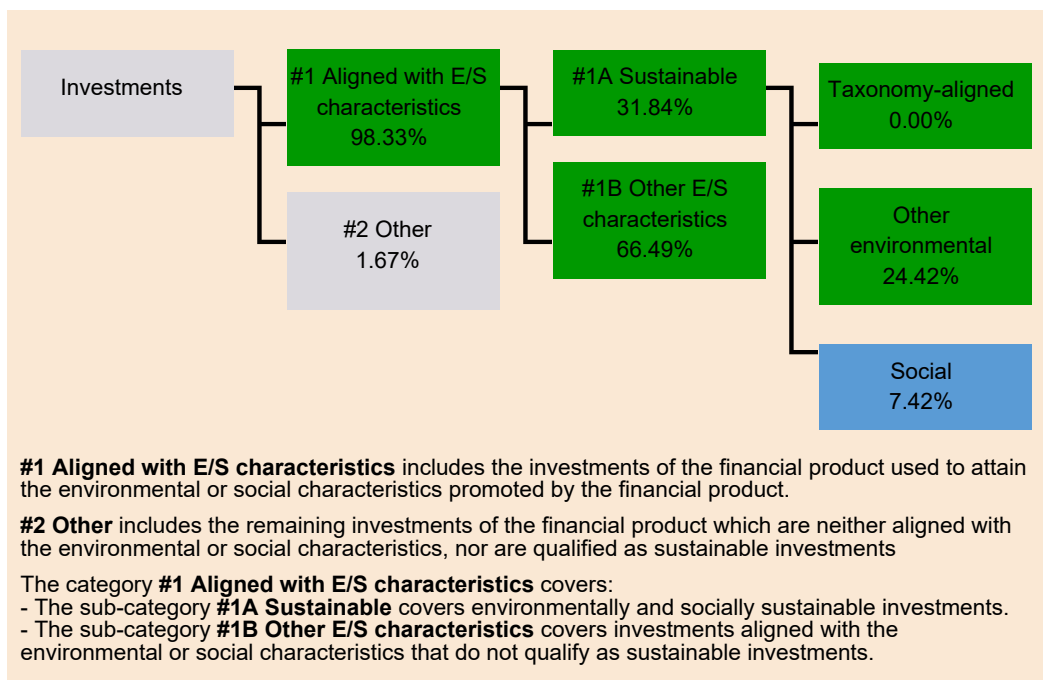 Investments
#1 Aligned with E/S
characteristics
98.33%
#2 Other
1.67%
#1A Sustainable
31.84%
#1B Other E/S
characteristics
66.49%
Taxonomy-aligned
0.00%
Other
environmental
24.42%
Social
7.42%
#1 Aligned with E/S characteristics includes the investments of the financial product used to attain
the environmental or social characteristics promoted by the financial product.
#2 Other includes the remaining investments of the financial product which are neither aligned with
the environmental or social characteristics, nor are qualified as sustainable investments
The category #1 Aligned with E/S characteristics covers:
- The sub-category #1A Sustainable covers environmentally and socially sustainable investments.
- The sub-category #1B Other E/S characteristics covers investments aligned with the
environmental or social characteristics that do not qualify as sustainable investments.